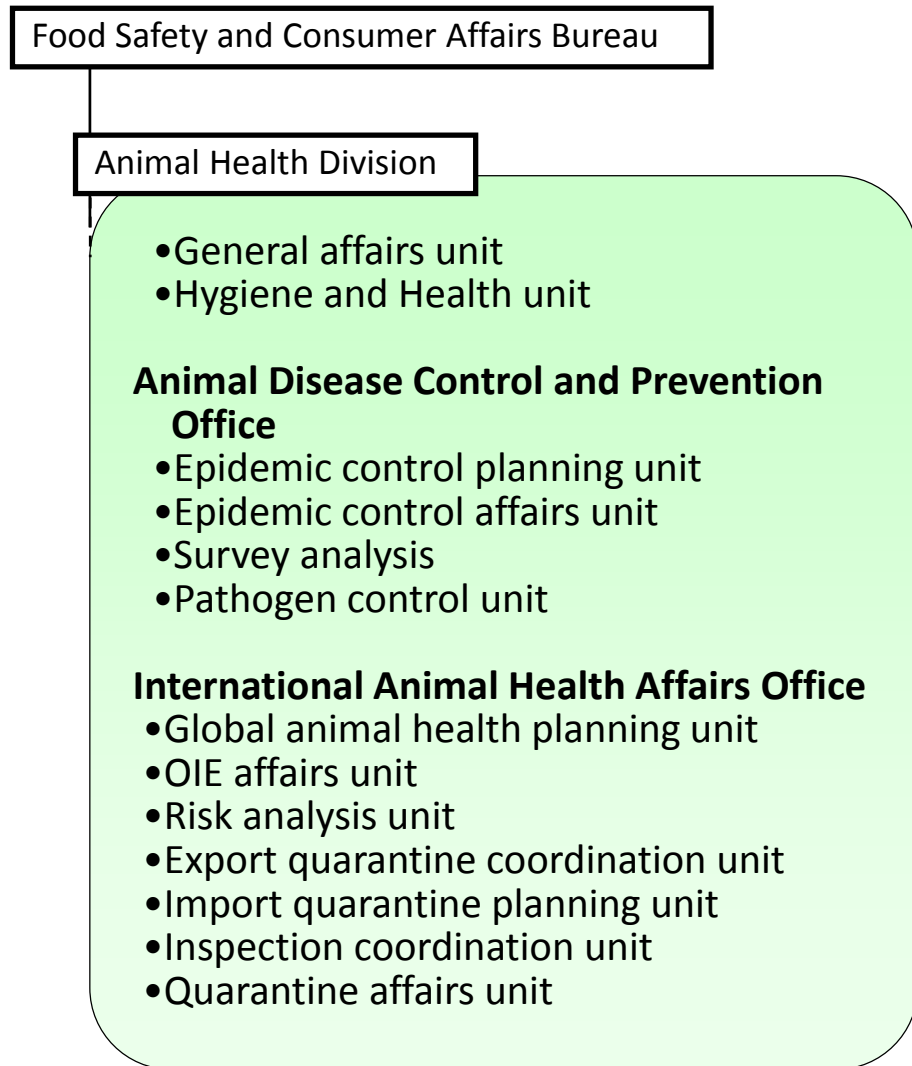 Food Safety and Consumer Affairs Bureau
Animal Health Division
•General affairs unit
•Hygiene and Health unit
Animal Disease Control and Prevention
Office
•Epidemic control planning unit
•Epidemic control affairs unit
•Survey analysis
•Pathogen control unit
International Animal Health Affairs Office
•Global animal health planning unit
•OIE affairs unit
•Risk analysis unit
•Export quarantine coordination unit
•Import quarantine planning unit
•Inspection coordination unit
•Quarantine affairs unit